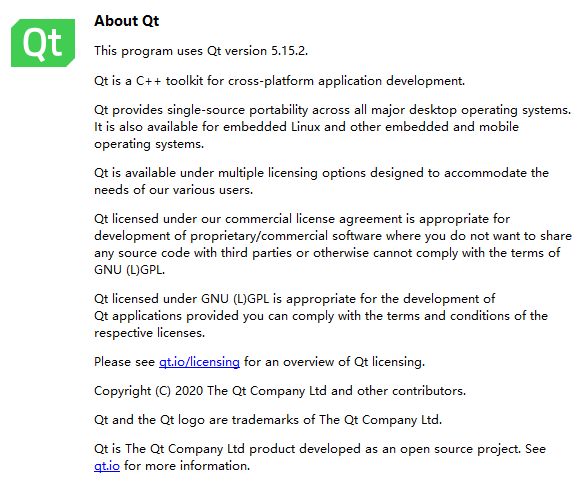 Qt
About Qt
This program uses Qt version 5.15.2.
Qt is a C++ toolkit for cross-platform application development.
Qt provides single-source portability across all major desktop operating systems.
It is also available for embedded Linux and other embedded and mobile
operating systems.
Qt is available under multiple licensing options designed to accommodate the
needs of our various users.
Qt licensed under our commercial license agreement is appropriate for
development of proprietary/commercial software where you do not want to share
any source code with third parties or otherwise cannot comply with the terms of
GNU (L)GPL.
Qt licensed under GNU (L)GPL is appropriate for the development of
Qt applications provided you can comply with the terms and conditions of the
respective licenses.
Please see qt.io/licensing for an overview of Qt licensing.
Copyright (C) 2020 The Qt Company Ltd and other contributors.
Qt and the Qt logo are trademarks of The Qt Company Ltd.
Qt is The Qt Company Ltd product developed as an open source project. See
qt.io for more information.